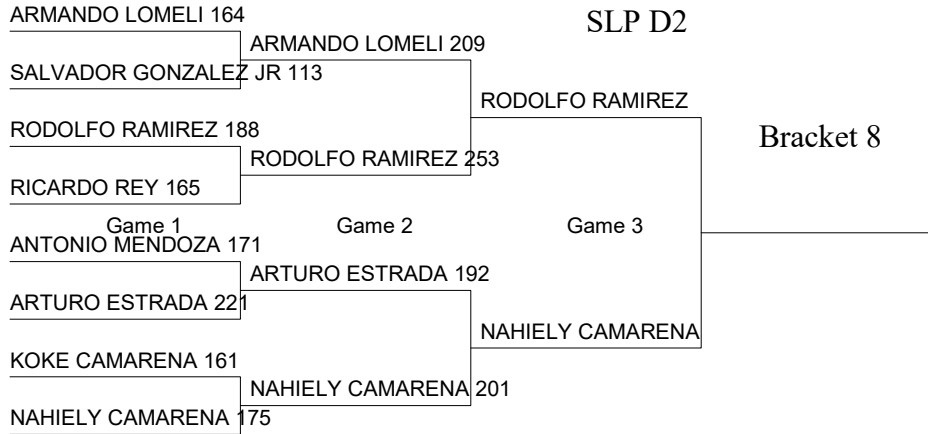 ARMANDO LOMELI 164
SLP D2
ARMANDO LOMELI 209
SALVADOR GONZALEZ JR 113
RODOLFO RAMIREZ
RODOLFO RAMIREZ 188
Bracket 8
RODOLFO RAMIREZ 253
RICARDO REY 165
Game 1
Game 2
Game 3
ANTONIO MENDOZA 171
ARTURO ESTRADA 192
ARTURO ESTRADA 221
NAHIELY CAMARENA
KOKE CAMARENA 161
NAHIELY CAMARENA 201
NAHIELY CAMARENA 175